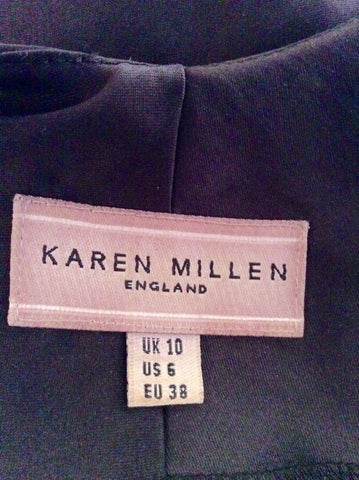 KAREN MILLEN
ENGLAND
UK 10
US 6
EU 38